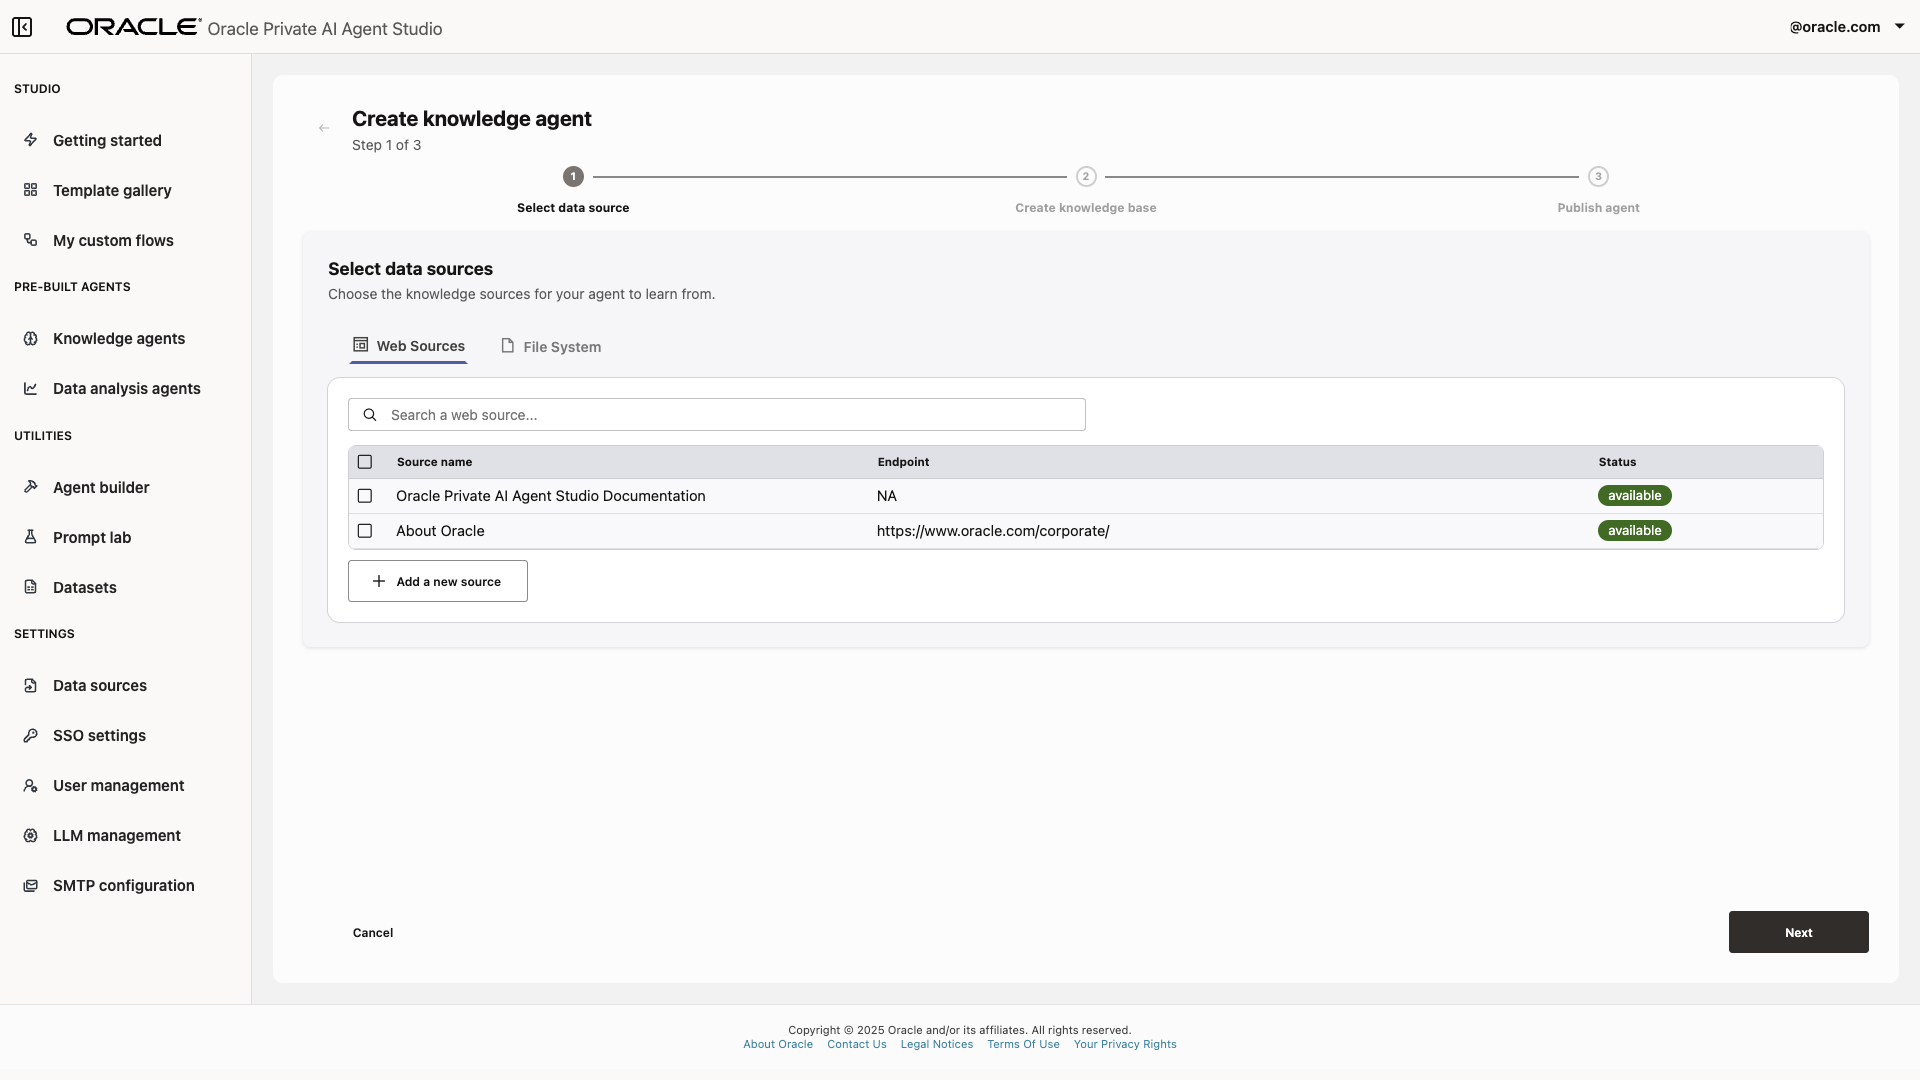 ORACLE Oracle Private AI Agent Studio
@oracle.com
STUDIO
Getting started
Template gallery
My custom flows
PRE-BUILT AGENTS
Knowledge agents
Data analysis agents
UTILITIES
Agent builder
Prompt lab
Datasets
SETTINGS
Data sources
SSO settings
User management
LLM management
SMTP configuration
Create knowledge agent
Step 1 of 3
1 2 3
Select data source Create knowledge base Publish agent
Select data sources
Choose the knowledge sources for your agent to learn from.
Web Sources File System
Search a web source...
Source name Endpoint Status
Oracle Private AI Agent Studio Documentation NA available
About Oracle https://www.oracle.com/corporate/ available
Add a new source
Cancel Next
Copyright © 2025 Oracle and/or its affiliates. All rights reserved.
About Oracle Contact Us Legal Notices Terms Of Use Your Privacy Rights